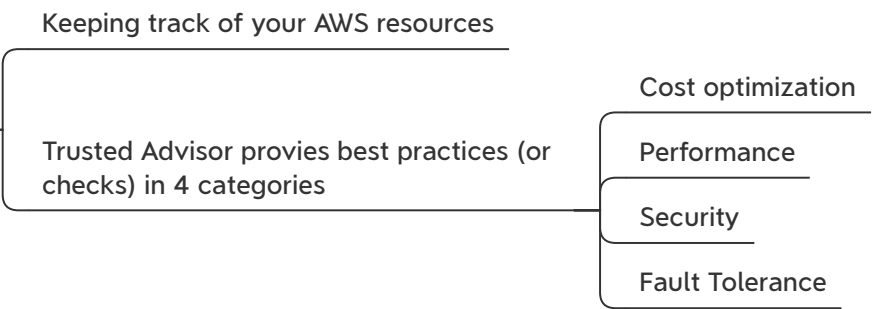 Keeping track of your AWS resources
Trusted Advisor provies best practices (or
checks) in 4 categories
Cost optimization
Performance
Security
Fault Tolerance